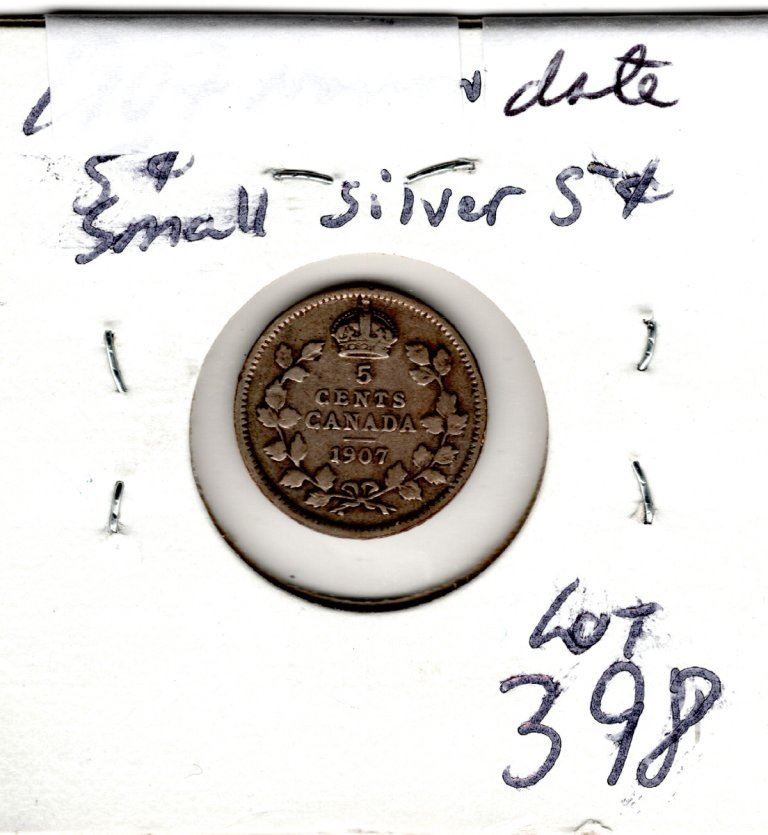 date
5¢
Small silver 5¢
5
CENTS
CANADA
1907
LOT
398